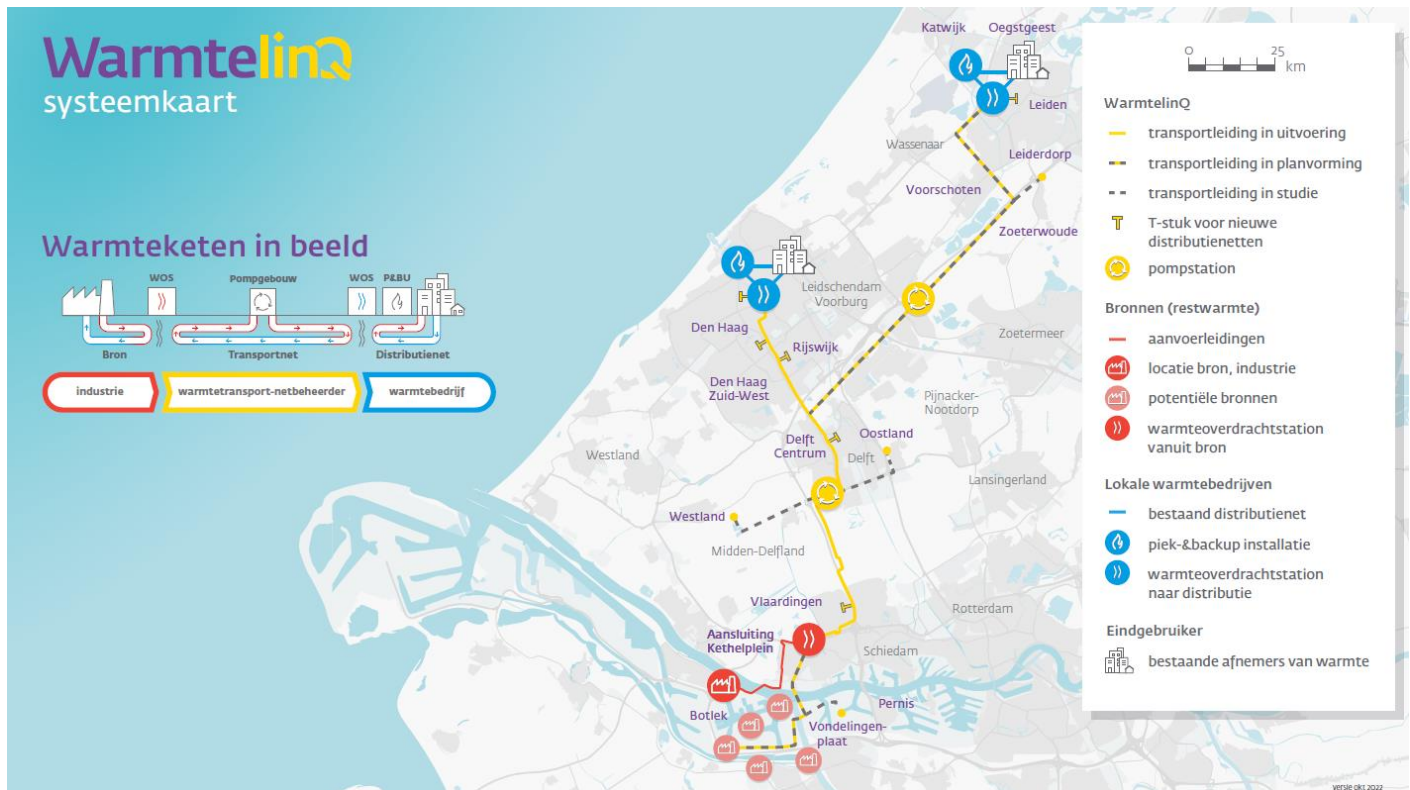 WarmtelinQ
systeemkaart
Warmteketen in beeld
WOS
Pompgebouw
WOS
P&BU
Bron
Transportnet
Distributienet
industrie
warmtetransport-netbeheerder
warmtebedrijf
Katwijk
Oegstgeest
Leiden
Wassenaar
Leiderdorp
Voorschoten
Zoeterwoude
Leidschendam
Voorburg
Den Haag
Rijswijk
Zoetermeer
Den Haag
Zuid-West
Pijnacker-
Nootdorp
Delft
Centrum
Oostland
Delft
Westland
Lansingerland
Westland
Midden-Delfland
Vlaardingen
Rotterdam
Aansluiting
Kethelplein
Schiedam
Botlek
Pernis
Vondelingen-
plaat
0
25
km
WarmtelinQ
transportleiding in uitvoering
transportleiding in planvorming
transportleiding in studie
T-stuk voor nieuwe
distributienetten
pompstation
Bronnen (restwarmte)
aanvoerleidingen
locatie bron, industrie
potentiële bronnen
warmteoverdrachtstation
vanuit bron
Lokale warmtebedrijven
bestaand distributienet
piek-&backup installatie
warmteoverdrachtstation
naar distributie
Eindgebruiker
bestaande afnemers van warmte
versie okt 2022